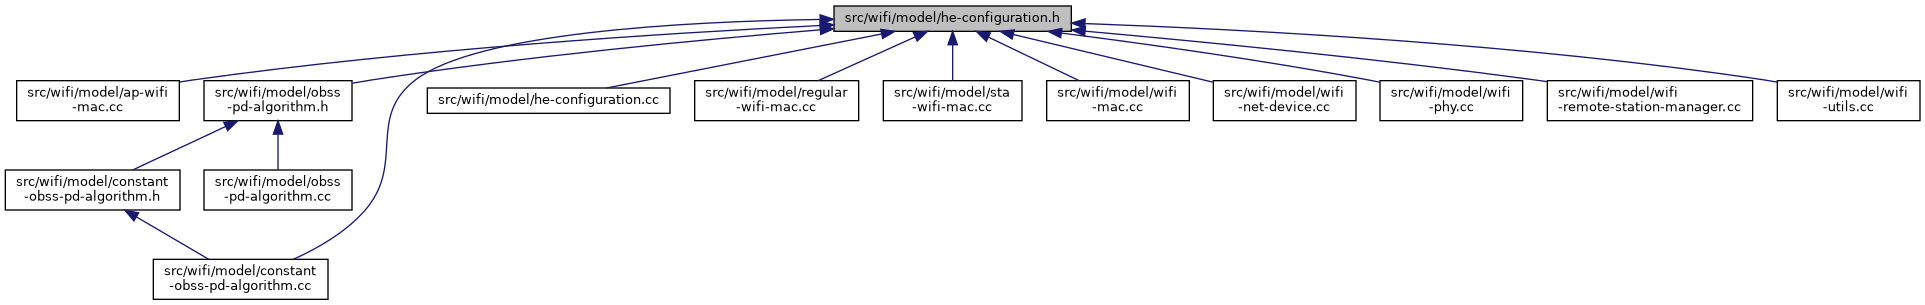 src/wifi/model/he-configuration.h
src/wifi/model/ap-wifi
-mac.cc
src/wifi/model/obss
-pd-algorithm.h
src/wifi/model/he-configuration.cc
src/wifi/model/regular
-wifi-mac.cc
src/wifi/model/sta
-wifi-mac.cc
src/wifi/model/wifi
-mac.cc
src/wifi/model/wifi
-net-device.cc
src/wifi/model/wifi
-phy.cc
src/wifi/model/wifi
-remote-station-manager.cc
src/wifi/model/wifi
-utils.cc
src/wifi/model/constant
-obss-pd-algorithm.h
src/wifi/model/obss
-pd-algorithm.cc
src/wifi/model/constant
-obss-pd-algorithm.cc